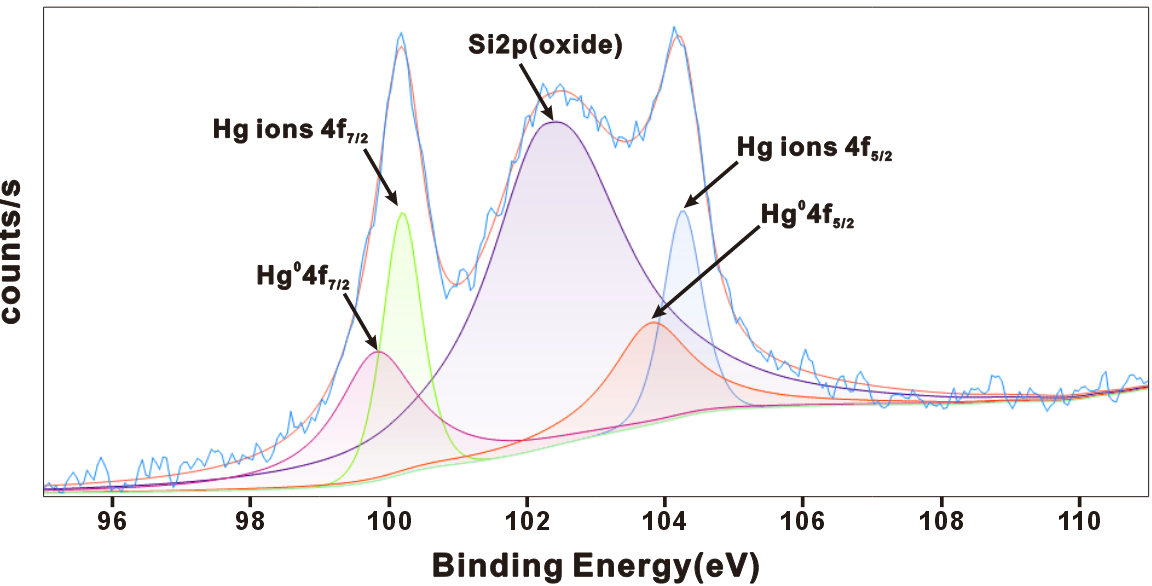 Si2p(oxide)
Hg ions 4f7/2
Hg ions 4f5/2
Hg⁰4f5/2
Hg⁰4f7/2
counts/s
96 98 100 102 104 106 108 110
Binding Energy(eV)